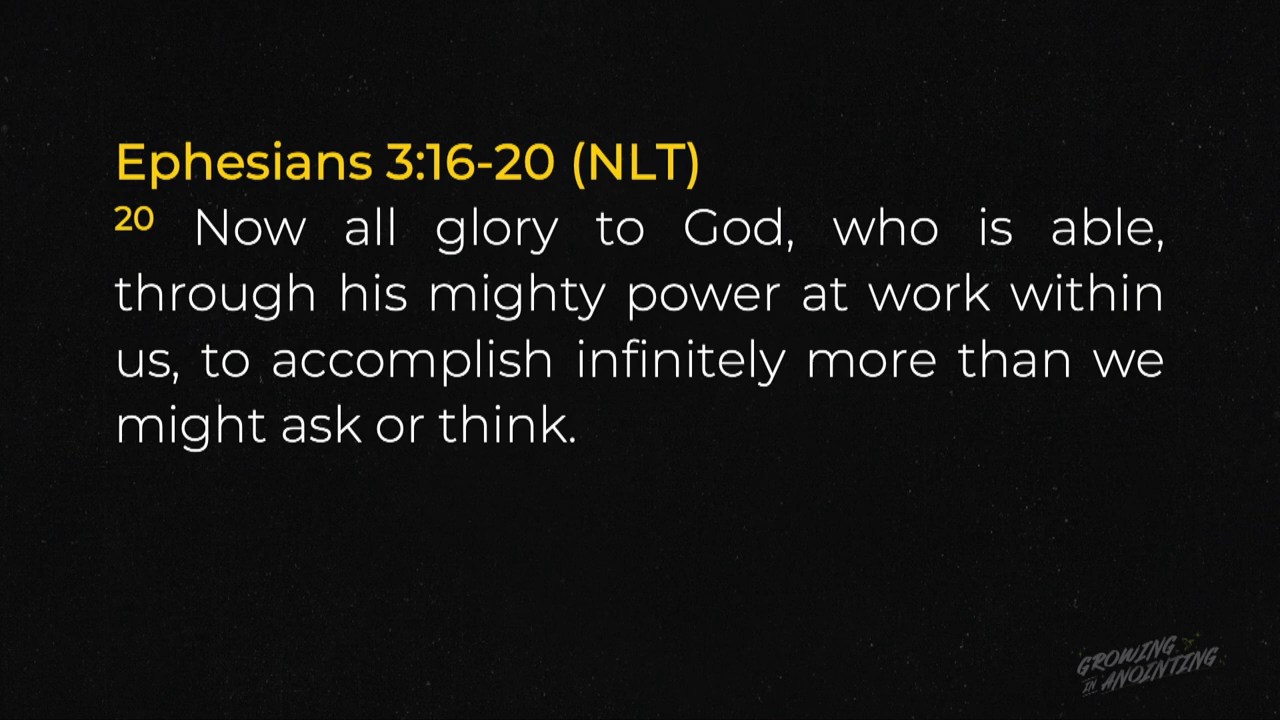 Ephesians 3:16-20 (NLT)
20 Now all glory to God, who is able,
through his mighty power at work within
us, to accomplish infinitely more than we
might ask or think.
GROWING
IN ANOINTING